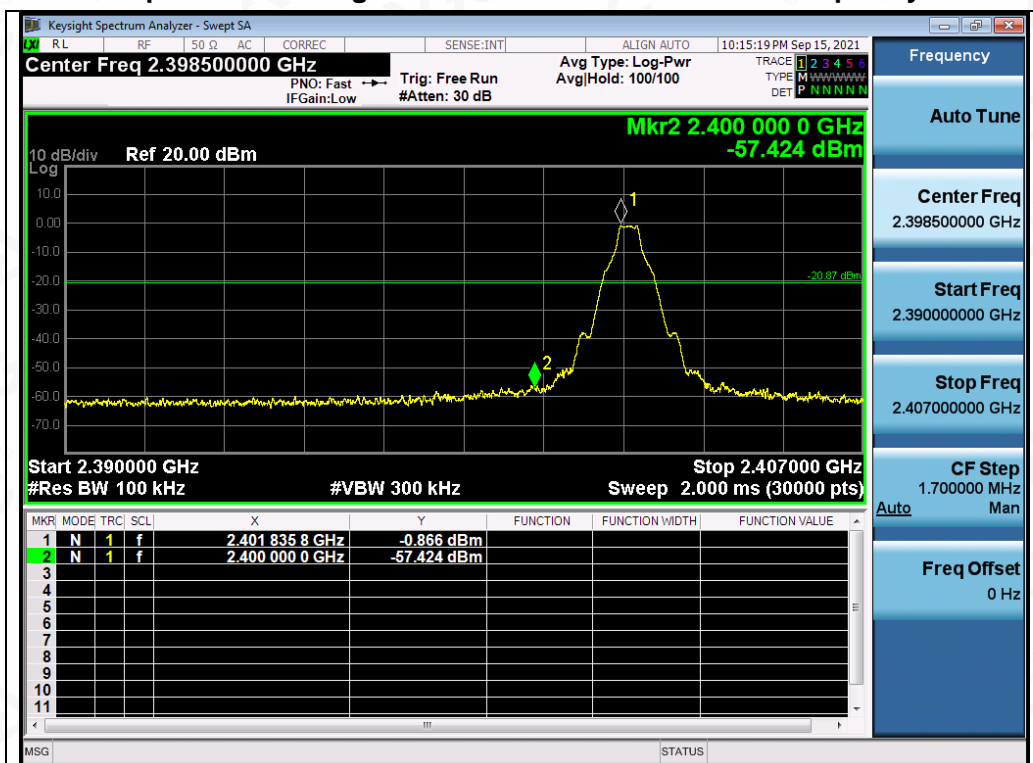 Keysight Spectrum Analyzer - Swept SA
LXI RL RF 50 Ω AC CORREC SENSE:INT ALIGN AUTO 10:15:19 PM Sep 15, 2021
Center Freq 2.398500000 GHz
PNO: Fast
IFGain:Low
Trig: Free Run
#Atten: 30 dB
Avg Type: Log-Pwr
Avg|Hold: 100/100
TRACE 1 2 3 4 5 6
TYPE M WWWWW
DET P N N N N N
Mkr2 2.400 000 0 GHz
-57.424 dBm
10 dB/div Ref 20.00 dBm
Log
10.0
0.00
-10.0
-20.0
-30.0
-40.0
-50.0
-60.0
-70.0
1
-20.87 dBm
2
Start 2.390000 GHz Stop 2.407000 GHz
#Res BW 100 kHz #VBW 300 kHz Sweep 2.000 ms (30000 pts)
MKR MODE TRC SCL X Y FUNCTION FUNCTION WIDTH FUNCTION VALUE
1 N 1 f 2.401 835 8 GHz -0.866 dBm
2 N 1 f 2.400 000 0 GHz -57.424 dBm
3
4
5
6
7
8
9
10
11
MSG STATUS
Frequency
Auto Tune
Center Freq
2.398500000 GHz
Start Freq
2.390000000 GHz
Stop Freq
2.407000000 GHz
CF Step
1.700000 MHz
Auto Man
Freq Offset
0 Hz